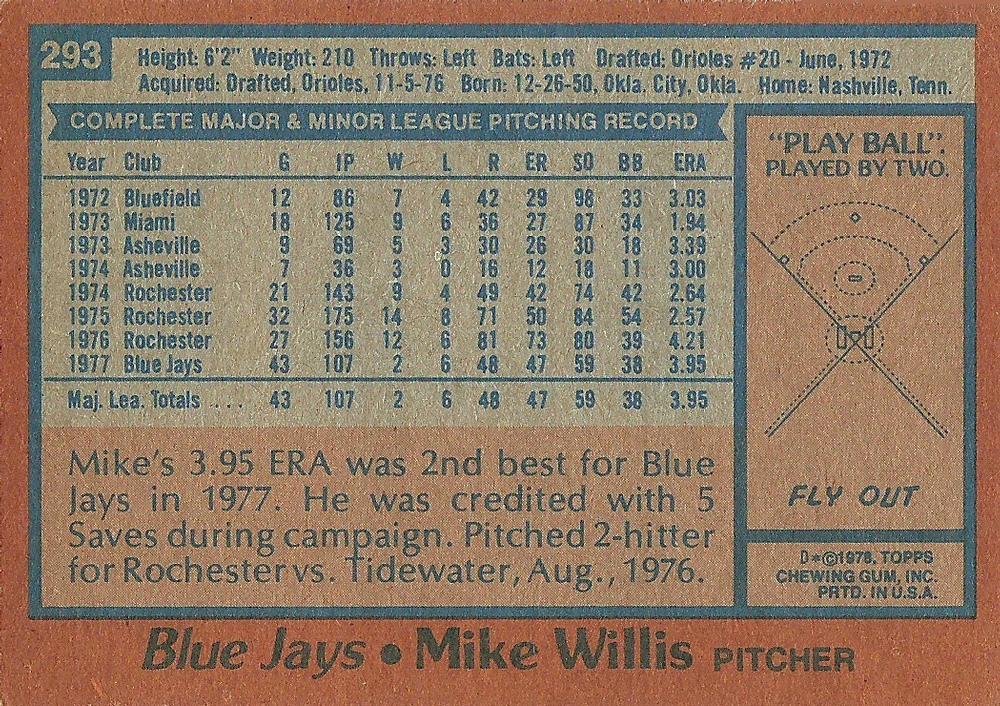 293
Height: 6'2" Weight: 210 Throws: Left Bats: Left Drafted: Orioles #20 - June, 1972
Acquired: Drafted, Orioles, 11-5-76 Born: 12-26-50, Okla. City, Okla. Home: Nashville, Tenn.
COMPLETE MAJOR & MINOR LEAGUE PITCHING RECORD
Year Club G IP W L R ER SO BB ERA
1972 Bluefield 12 86 7 4 42 29 98 33 3.03
1973 Miami 18 125 9 6 36 27 87 34 1.94
1973 Asheville 9 69 5 3 30 26 30 18 3.39
1974 Asheville 7 36 3 0 16 12 18 11 3.00
1974 Rochester 21 143 9 4 49 42 74 42 2.64
1975 Rochester 32 175 14 8 71 50 84 54 2.57
1976 Rochester 27 156 12 6 81 73 80 39 4.21
1977 Blue Jays 43 107 2 6 48 47 59 38 3.95
Maj. Lea. Totals .... 43 107 2 6 48 47 59 38 3.95
Mike's 3.95 ERA was 2nd best for Blue
Jays in 1977. He was credited with 5
Saves during campaign. Pitched 2-hitter
for Rochester vs. Tidewater, Aug., 1976.
"PLAY BALL".
PLAYED BY TWO.
FLY OUT
D*©1978, TOPPS
CHEWING GUM, INC.
PRTD. IN U.S.A.
Blue Jays • Mike Willis PITCHER